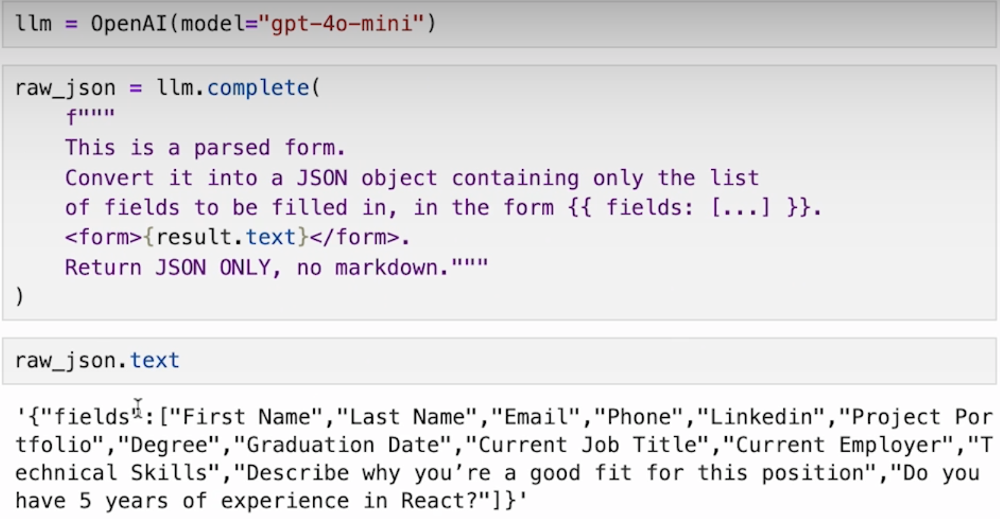 llm = OpenAI(model="gpt-4o-mini")
raw_json = llm.complete(
    f"""
    This is a parsed form.
    Convert it into a JSON object containing only the list
    of fields to be filled in, in the form {{ fields: [...] }}.
    <form>{result.text}</form>.
    Return JSON ONLY, no markdown."""
)
raw_json.text
'{"fields":["First Name","Last Name","Email","Phone","Linkedin","Project Por
tfolio","Degree","Graduation Date","Current Job Title","Current Employer","T
echnical Skills","Describe why you’re a good fit for this position","Do you
have 5 years of experience in React?"]}'